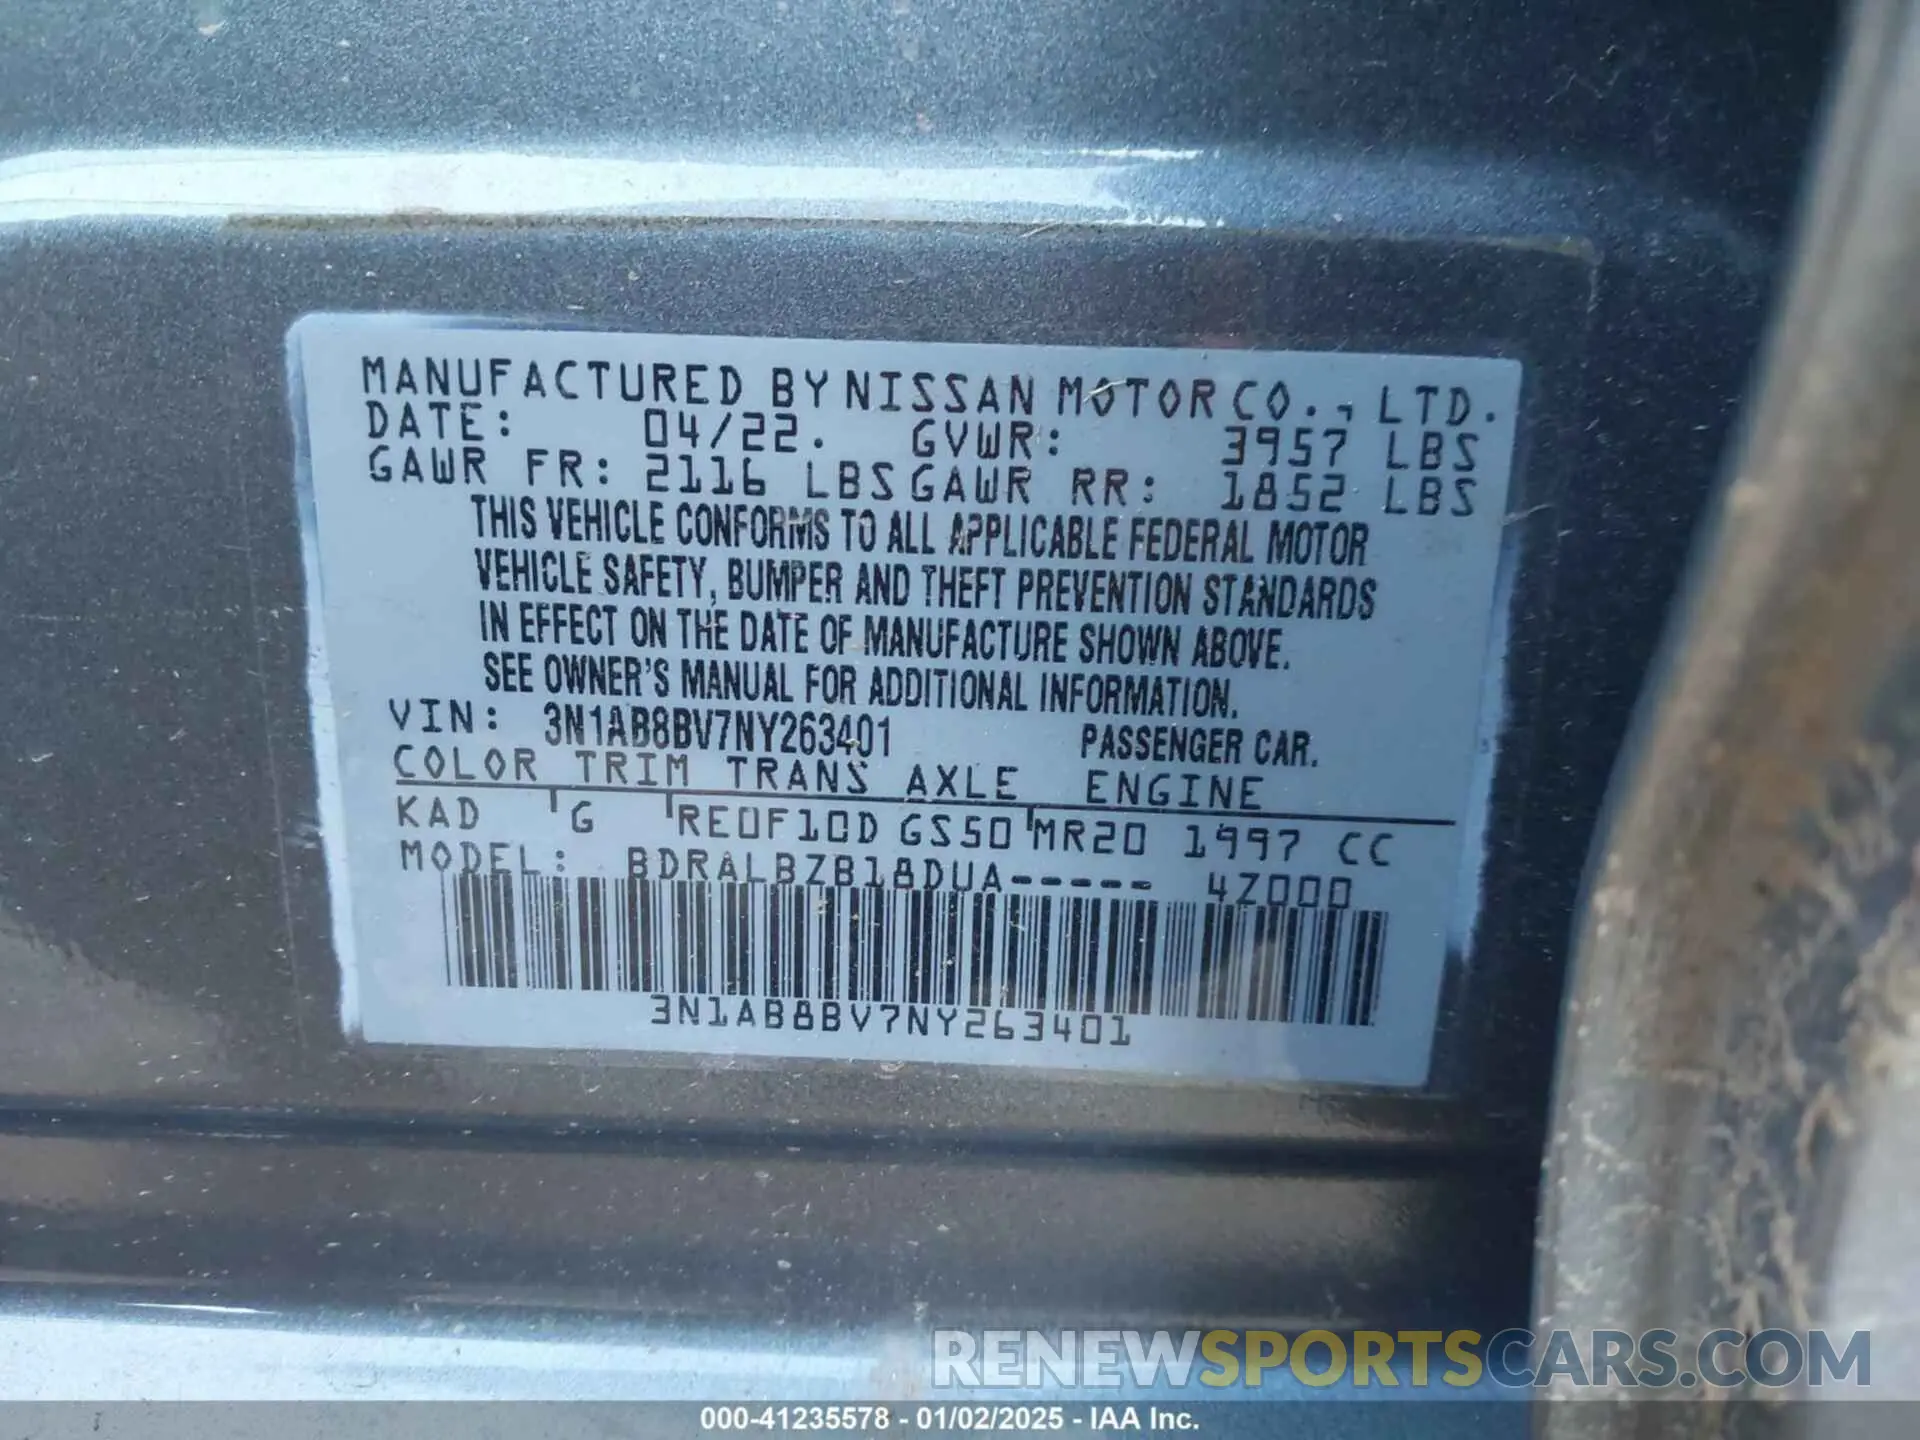 MANUFACTURED BY NISSAN MOTOR CO., LTD.
DATE: 04/22. GVWR: 3957 LBS
GAWR FR: 2116 LBS GAWR RR: 1852 LBS
THIS VEHICLE CONFORMS TO ALL APPLICABLE FEDERAL MOTOR
VEHICLE SAFETY, BUMPER AND THEFT PREVENTION STANDARDS
IN EFFECT ON THE DATE OF MANUFACTURE SHOWN ABOVE.
SEE OWNER'S MANUAL FOR ADDITIONAL INFORMATION.
VIN: 3N1AB8BV7NY263401 PASSENGER CAR.
COLOR TRIM TRANS AXLE ENGINE
KAD G RE0F10D GS50 MR20 1997 CC
MODEL: BDRALBZB18DUA----- 4Z000
3N1AB8BV7NY263401
RENEWSPORTSCARS.COM
000-41235578 - 01/02/2025 - IAA Inc.